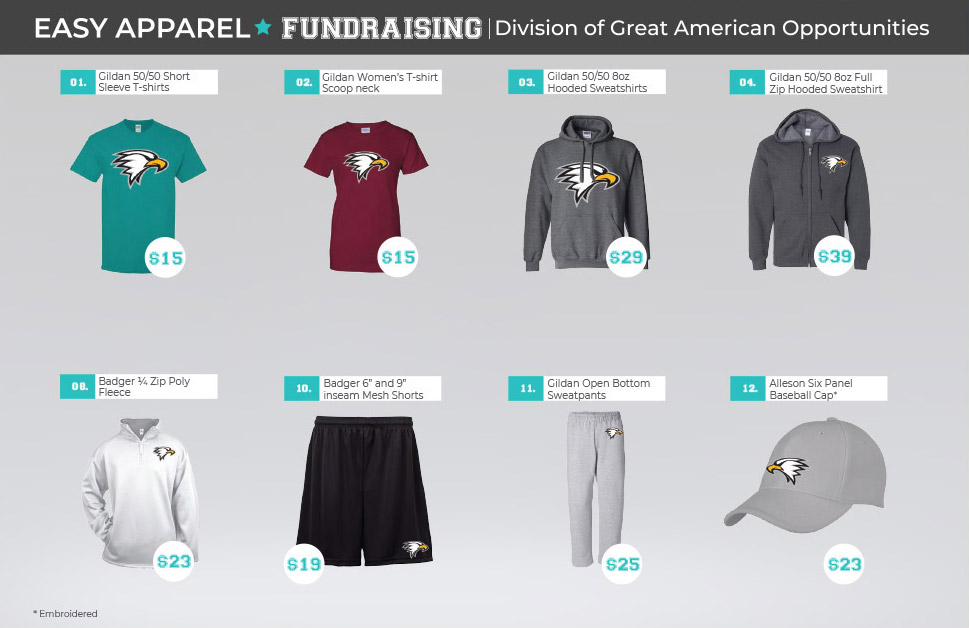 EASY APPAREL FUNDRAISING | Division of Great American Opportunities
01. Gildan 50/50 Short
Sleeve T-shirts
02. Gildan Women's T-shirt
Scoop neck
03. Gildan 50/50 8oz
Hooded Sweatshirts
04. Gildan 50/50 8oz Full
Zip Hooded Sweatshirt
$15
$15
$29
$39
08. Badger ¼ Zip Poly
Fleece
10. Badger 6" and 9"
inseam Mesh Shorts
11. Gildan Open Bottom
Sweatpants
12. Alleson Six Panel
Baseball Cap*
$23
$19
$25
$23
* Embroidered